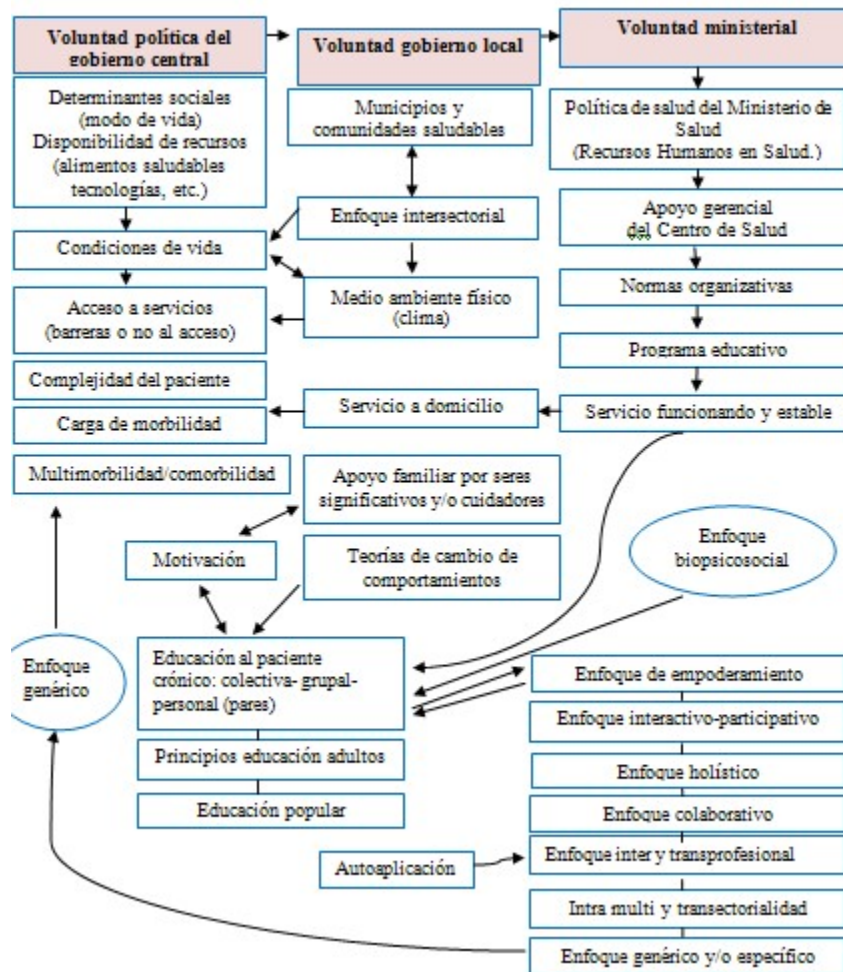 Voluntad política del
gobierno central
Voluntad gobierno local
Voluntad ministerial
Determinantes sociales
(modo de vida)
Disponibilidad de recursos
(alimentos saludables
tecnologías, etc.)
Municipios y
comunidades saludables
Política de salud del Ministerio de
Salud
(Recursos Humanos en Salud.)
Enfoque intersectorial
Apoyo gerencial
del Centro de Salud
Condiciones de vida
Medio ambiente físico
(clima)
Normas organizativas
Acceso a servicios
(barreras o no al acceso)
Programa educativo
Complejidad del paciente
Carga de morbilidad
Servicio a domicilio
Servicio funcionando y estable
Multimorbilidad/comorbilidad
Apoyo familiar por seres
significativos y/o cuidadores
Enfoque
biopsicosocial
Motivación
Teorías de cambio de
comportamientos
Enfoque
genérico
Educación al paciente
crónico: colectiva- grupal-
personal (pares)
Enfoque de empoderamiento
Enfoque interactivo-participativo
Principios educación adultos
Enfoque holístico
Educación popular
Enfoque colaborativo
Autoaplicación
Enfoque inter y transprofesional
Intra multi y transectorialidad
Enfoque genérico y/o específico